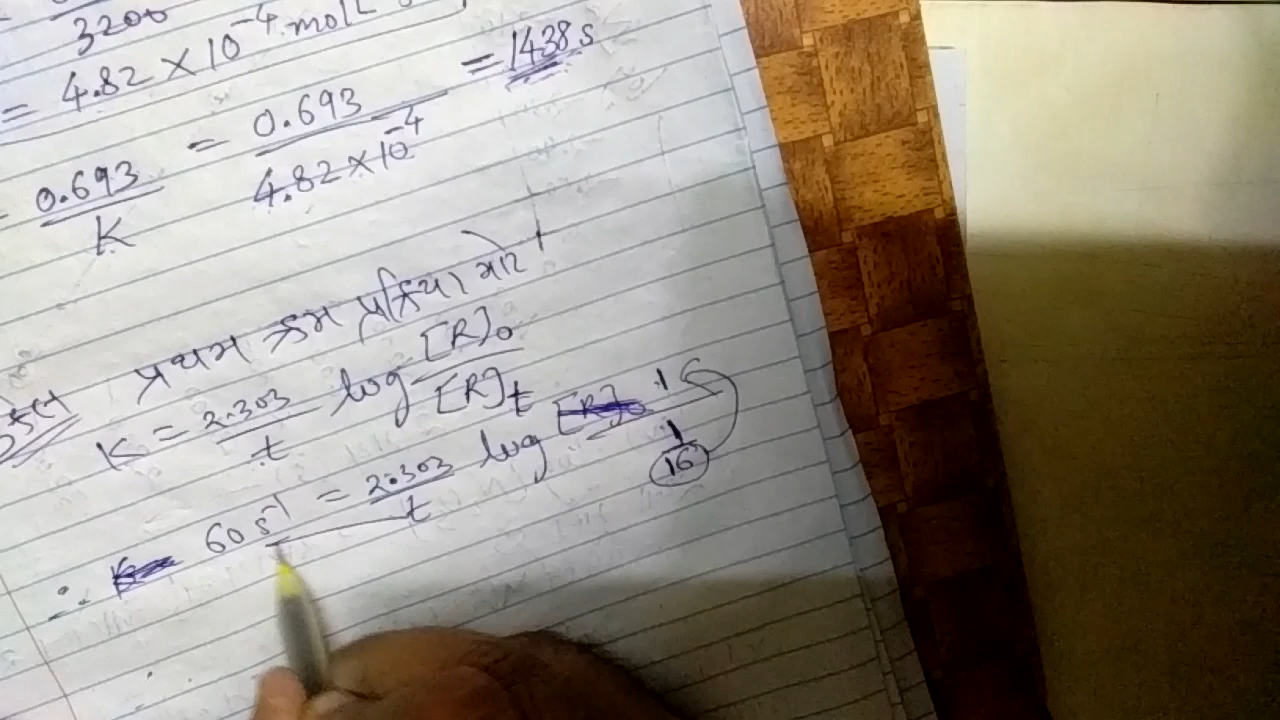 3200
= 4.82 × 10⁻⁴ mol L
0.693/K = 0.693/4.82×10⁻⁴ = 1438 s
प्रथम क्रम
K = 2.303/t log [R]₀/[R]t
∴ 60 s⁻¹ = 2.303/t log 1/(1/16)